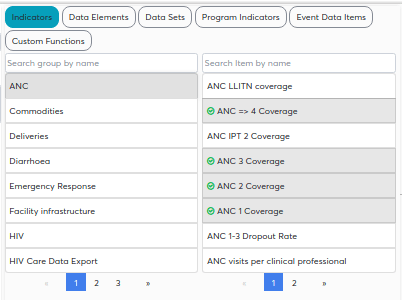 Indicators Data Elements Data Sets Program Indicators Event Data Items
Custom Functions
Search group by name Search Item by name
ANC ANC LLITN coverage
Commodities ANC => 4 Coverage
Deliveries ANC IPT 2 Coverage
Diarrhoea ANC 3 Coverage
Emergency Response ANC 2 Coverage
Facility infrastructure ANC 1 Coverage
HIV ANC 1-3 Dropout Rate
HIV Care Data Export ANC visits per clinical professional
« 1 2 3 » « 1 2 »